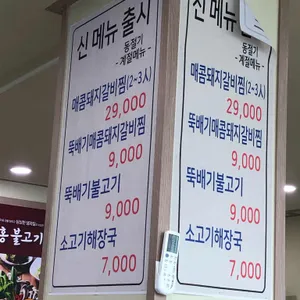 신 메뉴 출시
동절기
- 계절메뉴 -
매콤돼지갈비찜(2~3人)
29,000
뚝배기매콤돼지갈비찜
9,000
뚝배기불고기
9,000
소고기해장국
7,000
신 메뉴 출시
동절기
- 계절메뉴 -
매콤돼지갈비찜(2~3人)
29,000
뚝배기매콤돼지갈비찜
9,000
뚝배기불고기
9,000
소고기해장국
7,000
홍불고기